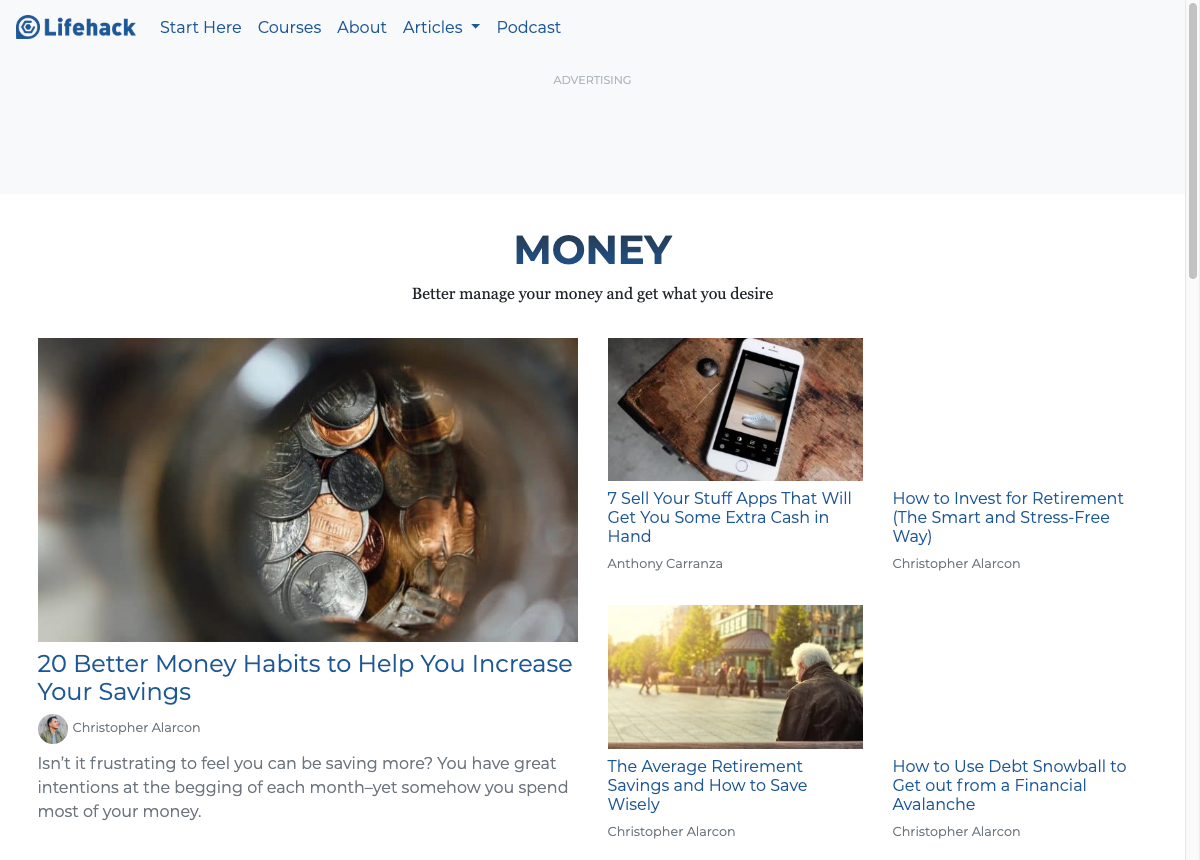 Lifehack
Start Here
Courses
About
Articles
Podcast
ADVERTISING
MONEY
Better manage your money and get what you desire
20 Better Money Habits to Help You Increase
Your Savings
Christopher Alarcon
Isn't it frustrating to feel you can be saving more? You have great
intentions at the begging of each month–yet somehow you spend
most of your money.
7 Sell Your Stuff Apps That Will
Get You Some Extra Cash in
Hand
Anthony Carranza
How to Invest for Retirement
(The Smart and Stress-Free
Way)
Christopher Alarcon
The Average Retirement
Savings and How to Save
Wisely
Christopher Alarcon
How to Use Debt Snowball to
Get out from a Financial
Avalanche
Christopher Alarcon